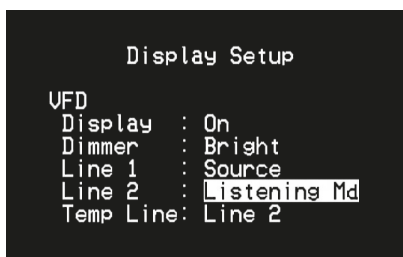 Display Setup
VFD
Display : On
Dimmer : Bright
Line 1 : Source
Line 2 : Listening Md
Temp Line: Line 2